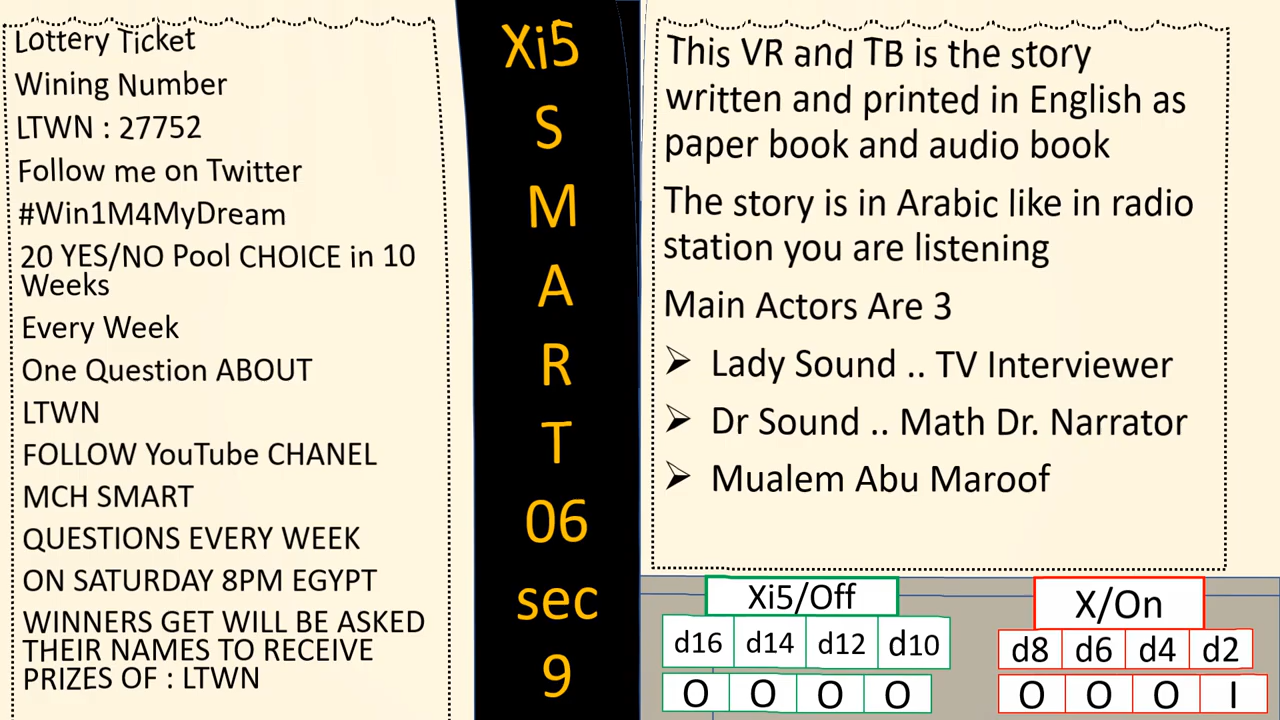 Lottery Ticket
Wining Number
LTWN : 27752
Follow me on Twitter
#Win1M4MyDream
20 YES/NO Pool CHOICE in 10
Weeks
Every Week
One Question ABOUT
LTWN
FOLLOW YouTube CHANEL
MCH SMART
QUESTIONS EVERY WEEK
ON SATURDAY 8PM EGYPT
WINNERS GET WILL BE ASKED
THEIR NAMES TO RECEIVE
PRIZES OF : LTWN
Xi5
S
M
A
R
T
06
sec
9
This VR and TB is the story
written and printed in English as
paper book and audio book
The story is in Arabic like in radio
station you are listening
Main Actors Are 3
➢ Lady Sound .. TV Interviewer
➢ Dr Sound .. Math Dr. Narrator
➢ Mualem Abu Maroof
Xi5/Off
d16 d14 d12 d10
O O O O
X/On
d8 d6 d4 d2
O O O I